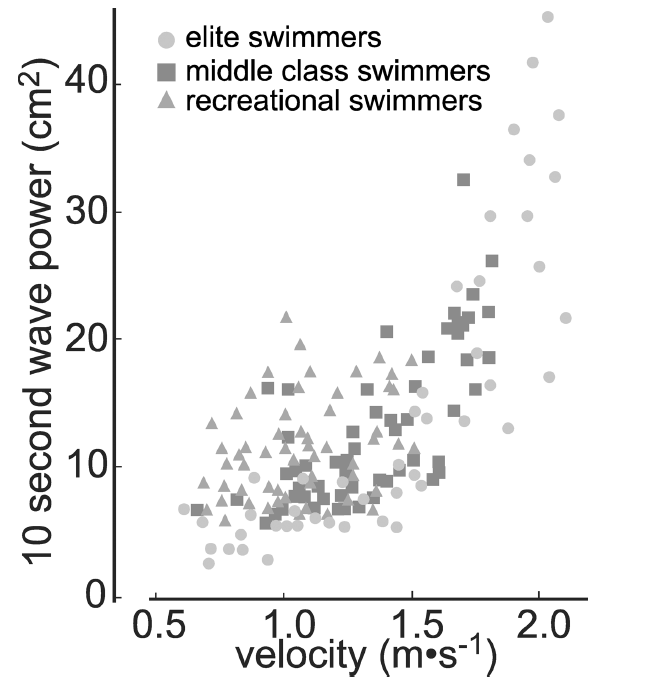 elite swimmers
middle class swimmers
recreational swimmers
10 second wave power (cm²)
40
30
20
10
0
0.5 1.0 1.5 2.0
velocity (m•s⁻¹)